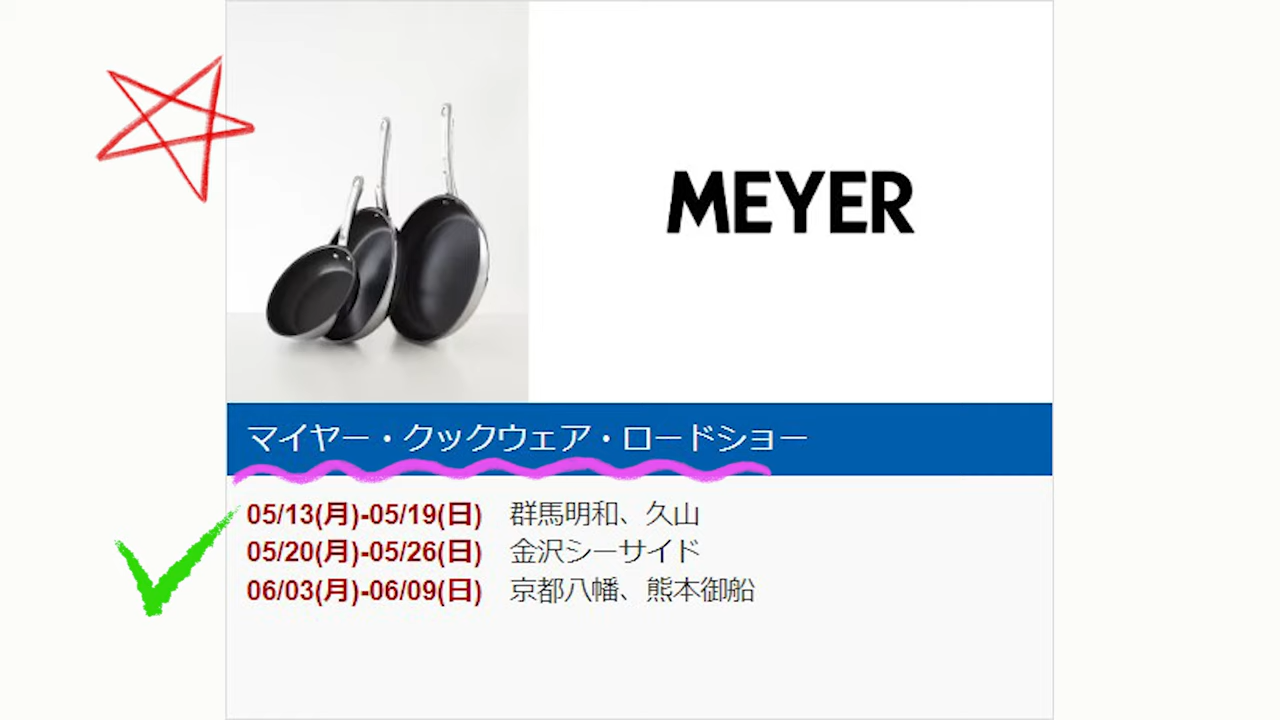 MEYER
マイヤー・クックウェア・ロードショー
05/13(月)-05/19(日) 群馬明和、久山
05/20(月)-05/26(日) 金沢シーサイド
06/03(月)-06/09(日) 京都八幡、熊本御船